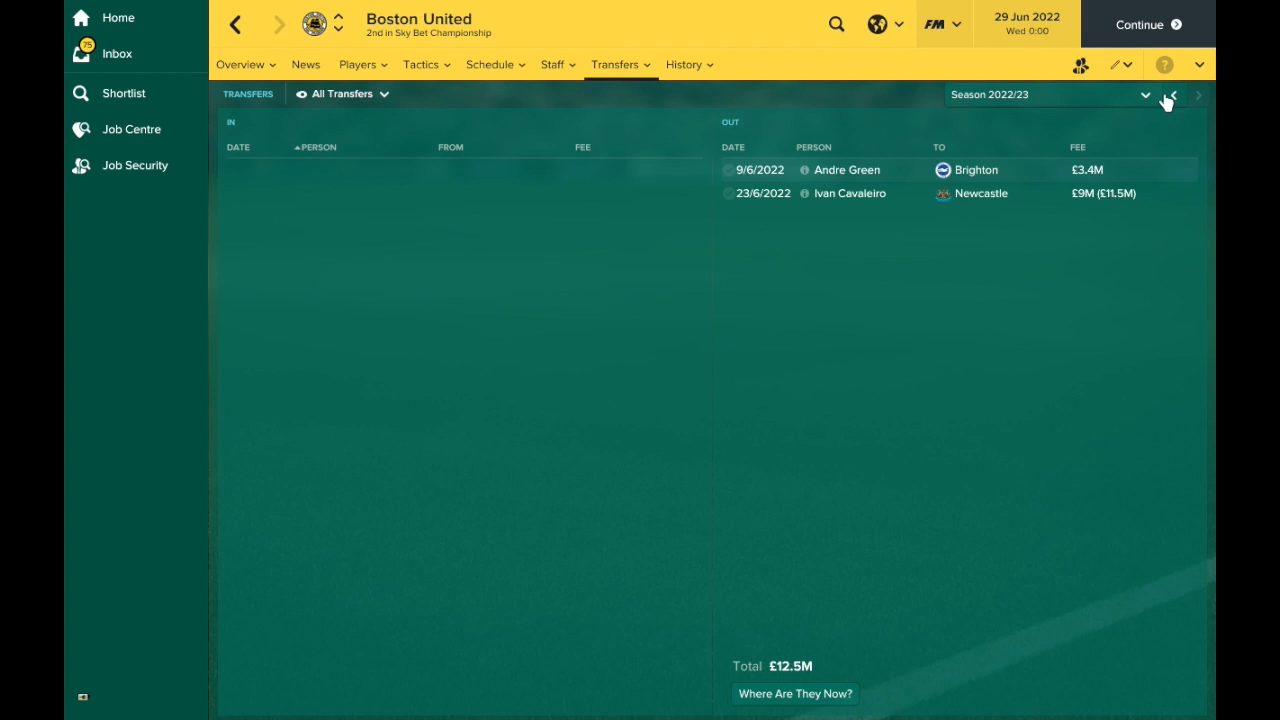 Home
Inbox
75
Shortlist
Job Centre
Job Security
Boston United
2nd in Sky Bet Championship
FM
29 Jun 2022
Wed 0:00
Continue
Overview News Players Tactics Schedule Staff Transfers History
?
TRANSFERS All Transfers Season 2022/23
IN
DATE PERSON FROM FEE
OUT
DATE PERSON TO FEE
9/6/2022 Andre Green Brighton £3.4M
23/6/2022 Ivan Cavaleiro Newcastle £9M (£11.5M)
Total £12.5M
Where Are They Now?